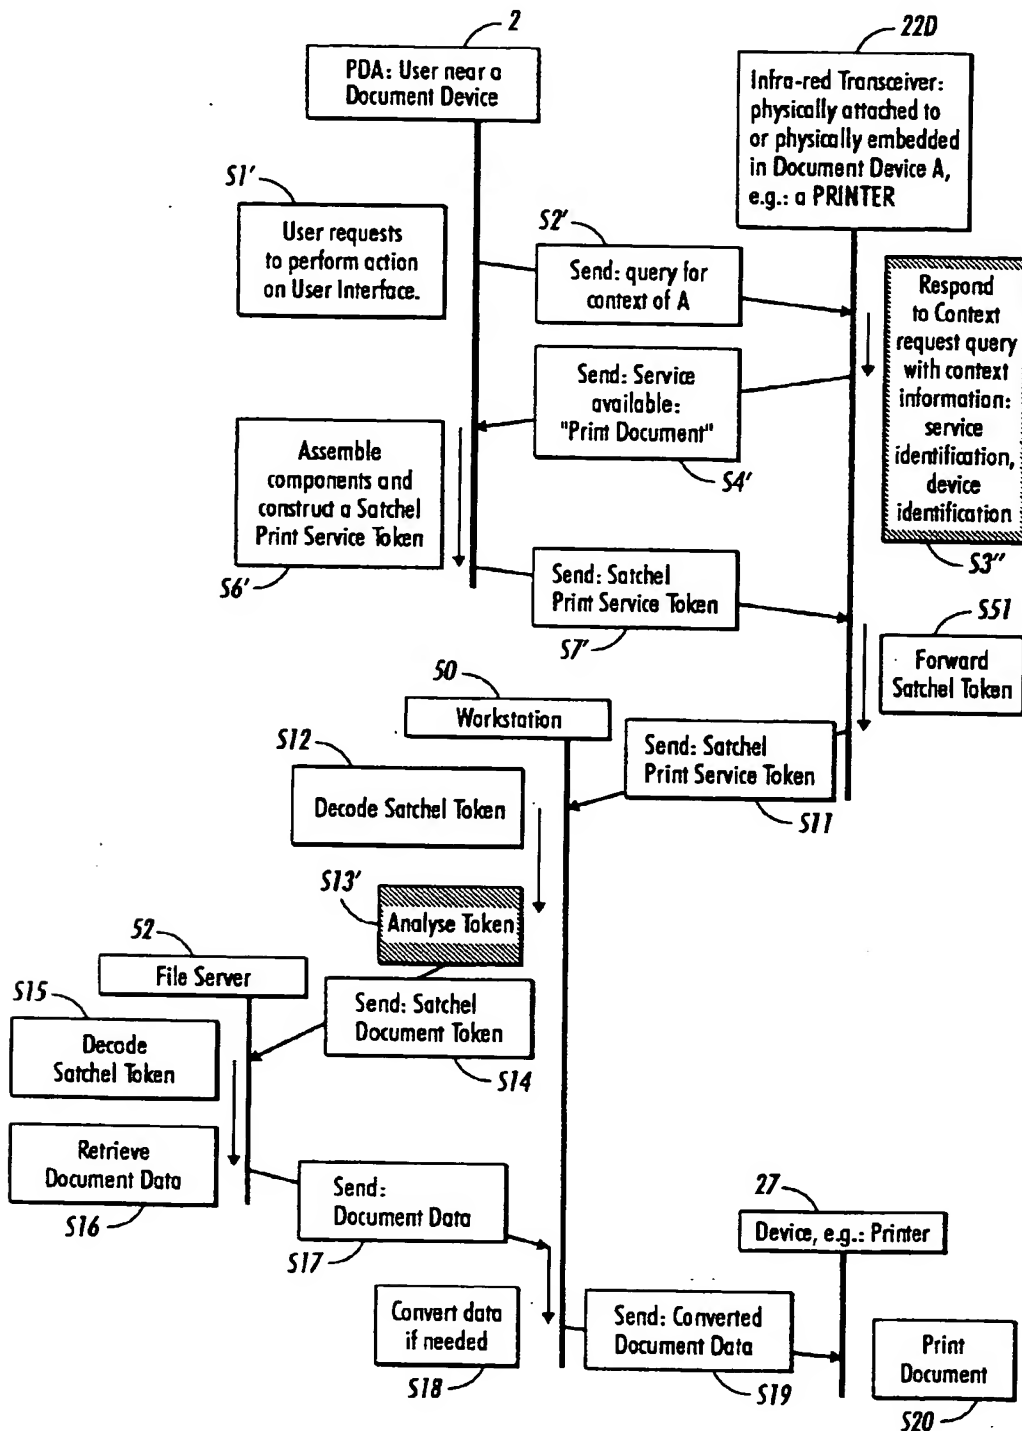 2
PDA: User near a
Document Device
22D
Infra-red Transceiver:
physically attached to
or physically embedded
in Document Device A,
e.g.: a PRINTER
S1'
User requests
to perform action
on User Interface.
S2'
Send: query for
context of A
Respond
to Context
request query
with context
information:
service
identification,
device
identification
S3''
Send: Service
available:
"Print Document"
S4'
Assemble
components and
construct a Satchel
Print Service Token
S6'
Send: Satchel
Print Service Token
S7'
S51
Forward
Satchel Token
50
Workstation
Send: Satchel
Print Service Token
S11
S12
Decode Satchel Token
S13'
Analyse Token
52
File Server
Send: Satchel
Document Token
S14
S15
Decode
Satchel Token
Retrieve
Document Data
S16
Send:
Document Data
S17
27
Device, e.g.: Printer
Convert data
if needed
S18
Send: Converted
Document Data
S19
Print
Document
S20